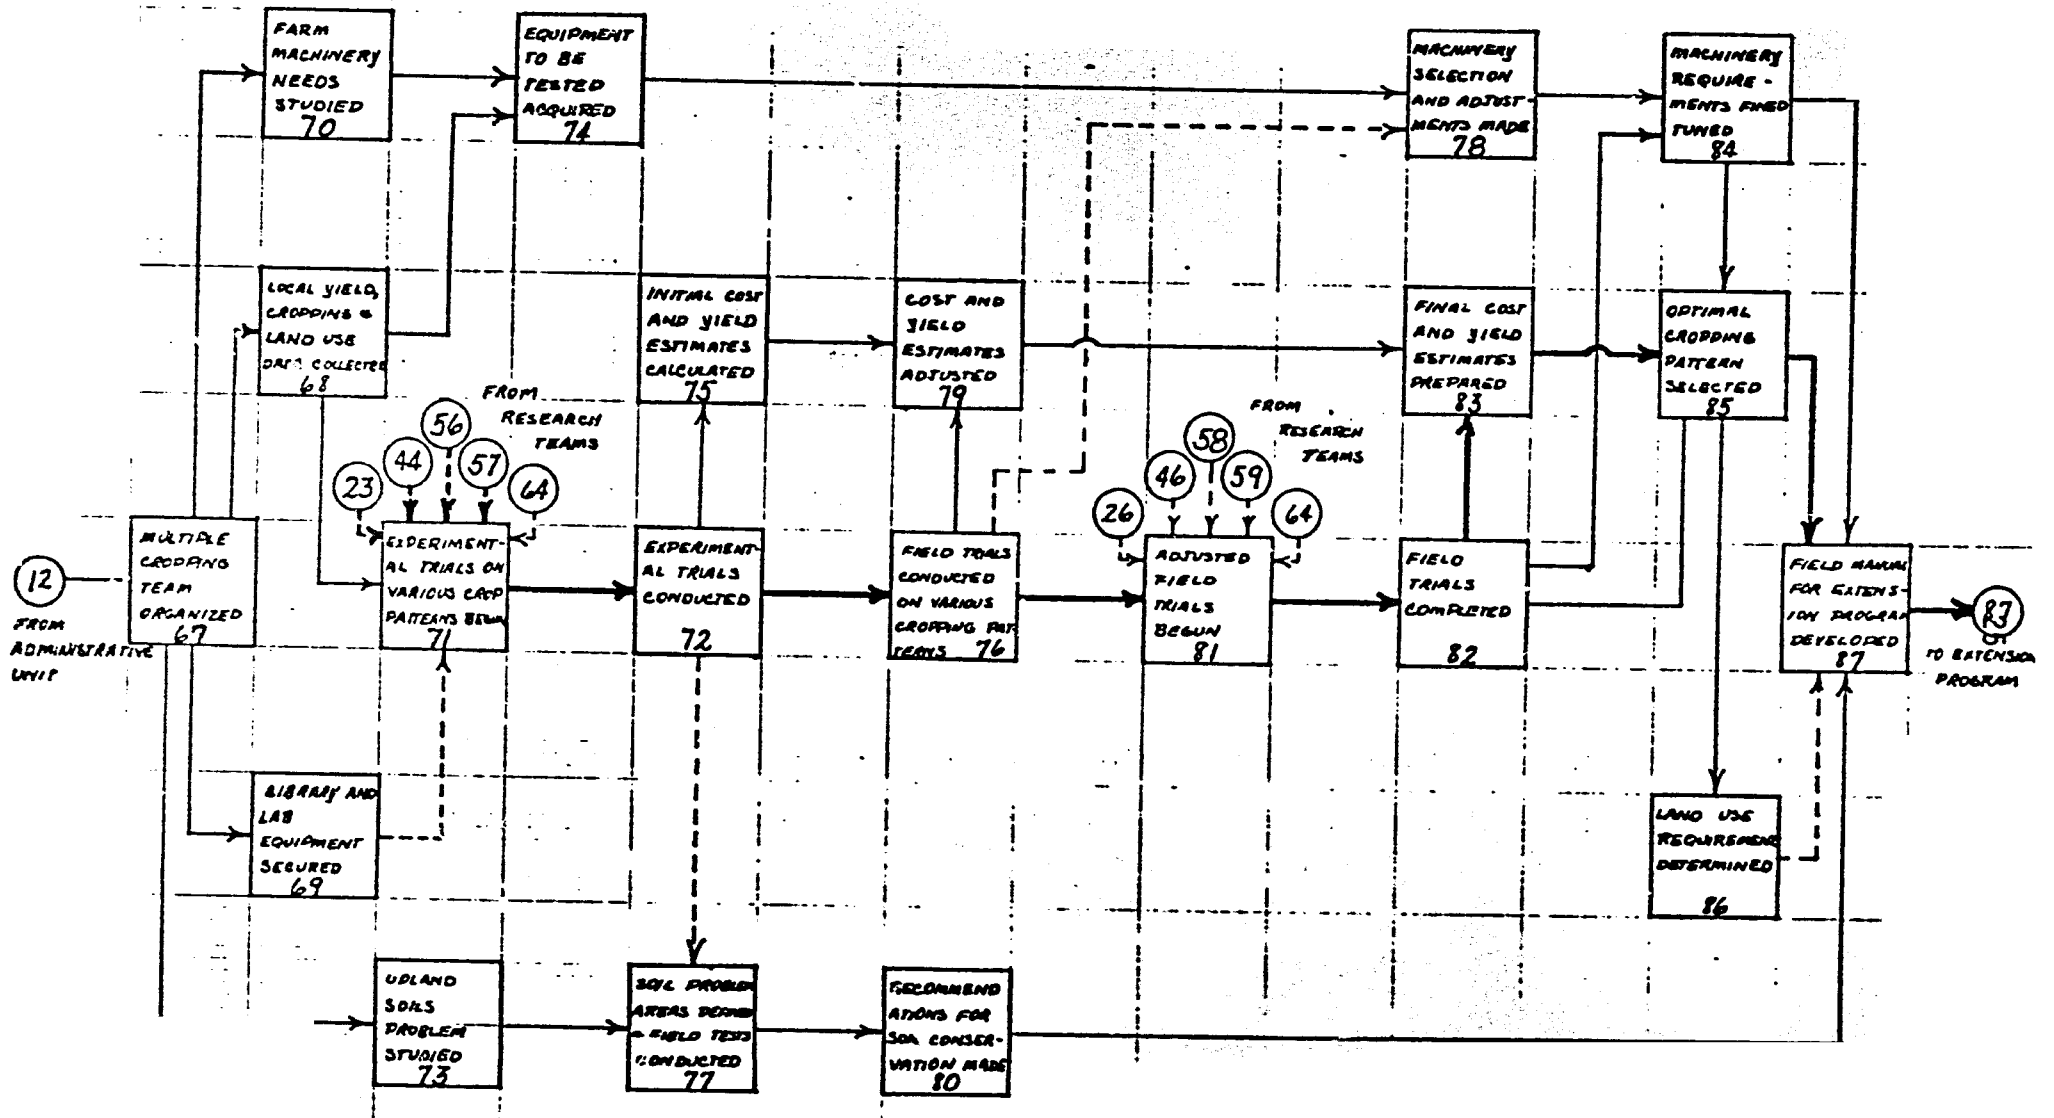 FARM
MACHINERY
NEEDS
STUDIED
70
EQUIPMENT
TO BE
TESTED
ACQUIRED
74
MACHINERY
SELECTION
AND ADJUST-
MENTS MADE
78
MACHINERY
REQUIRE-
MENTS FINED
TUNED
84
LOCAL YIELD,
CROPPING &
LAND USE
DATA COLLECTED
68
INITIAL COST
AND YIELD
ESTIMATES
CALCULATED
75
COST AND
YIELD
ESTIMATES
ADJUSTED
79
FINAL COST
AND YIELD
ESTIMATES
PREPARED
83
OPTIMAL
CROPPING
PATTERN
SELECTED
85
FROM
RESEARCH
TEAMS
23
44
56
57
64
FROM
RESEARCH
TEAMS
26
46
58
59
64
12
FROM
ADMINISTRATIVE
UNIT
MULTIPLE
CROPPING
TEAM
ORGANIZED
67
EXPERIMENT-
AL TRIALS ON
VARIOUS CROP
PATTERNS BEGUN
71
EXPERIMENT-
AL TRIALS
CONDUCTED
72
FIELD TRIALS
CONDUCTED
ON VARIOUS
CROPPING PAT-
TERNS 76
ADJUSTED
FIELD
TRIALS
BEGUN
81
FIELD
TRIALS
COMPLETED
82
FIELD MANUAL
FOR EXTENS-
ION PROGRAM
DEVELOPED
87
TO EXTENSION
PROGRAM
LIBRARY AND
LAB
EQUIPMENT
SECURED
69
LAND USE
REQUIREMENT
DETERMINED
86
UPLAND
SOILS
PROBLEM
STUDIED
73
SOIL PROBLEM
AREAS DEFINED
& FIELD TESTS
CONDUCTED
77
RECOMMEND
ATIONS FOR
SOIL CONSER-
VATION MADE
80